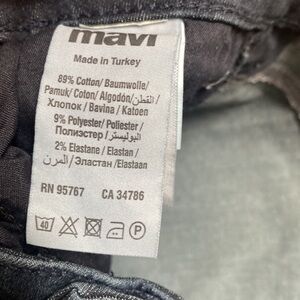 mavi
Made in Turkey
89% Cotton/ Baumwolle/
Pamuk/ Coton/ Algodón/القطن/
Хлопок / Bavlna / Katoen
9% Polyester/ Poliester /
Полиэстер / البوليستر/
2% Elastane / Elastan /
المرن/ Эластан /Elastaan
RN 95767 CA 34786
40 P